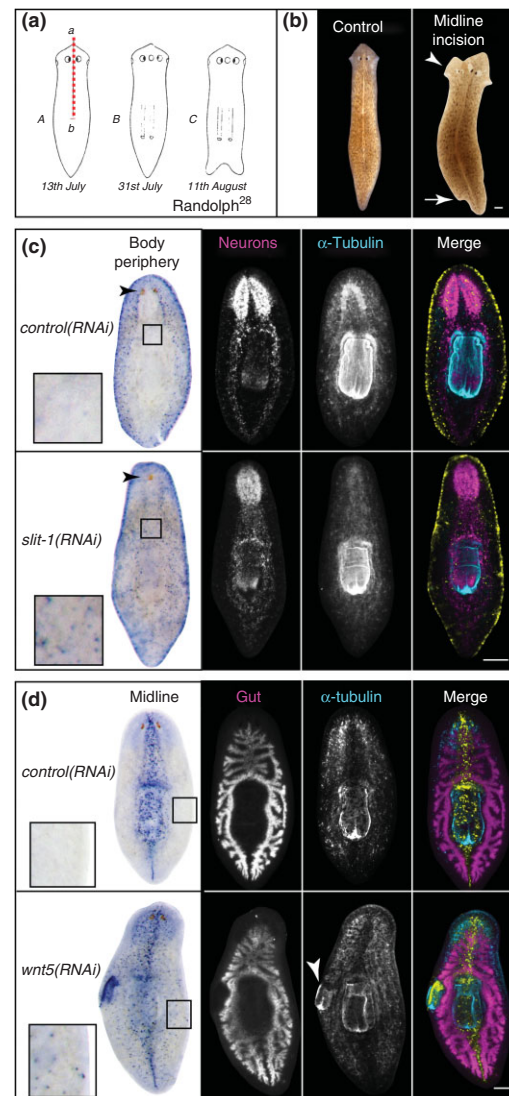 (a)
a
A
b
B
C
13th July
31st July
11th August
Randolph28
(b)
Control
Midline
incision
(c)
Body
periphery
Neurons
α-Tubulin
Merge
control(RNAi)
slit-1(RNAi)
(d)
Midline
Gut
α-tubulin
Merge
control(RNAi)
wnt5(RNAi)